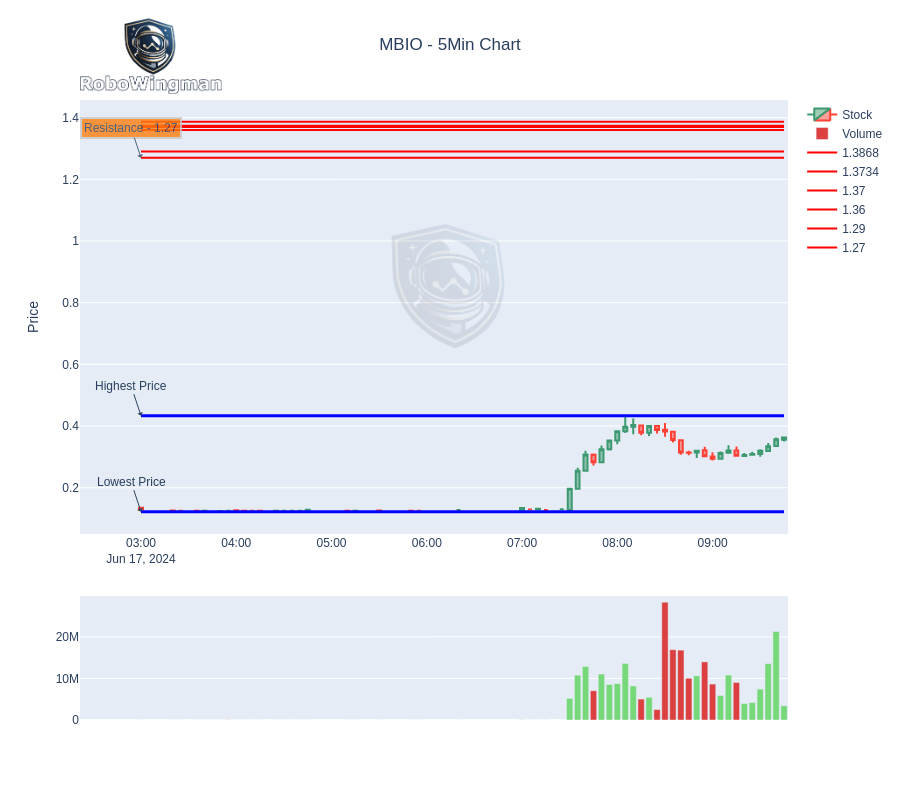 MBIO - 5Min Chart
RoboWingman
Stock
Volume
1.3868
1.3734
1.37
1.36
1.29
1.27
Resistance - 1.27
Price
1.4
1.2
1
0.8
0.6
0.4
0.2
Highest Price
Lowest Price
03:00 04:00 05:00 06:00 07:00 08:00 09:00
Jun 17, 2024
20M
10M
0